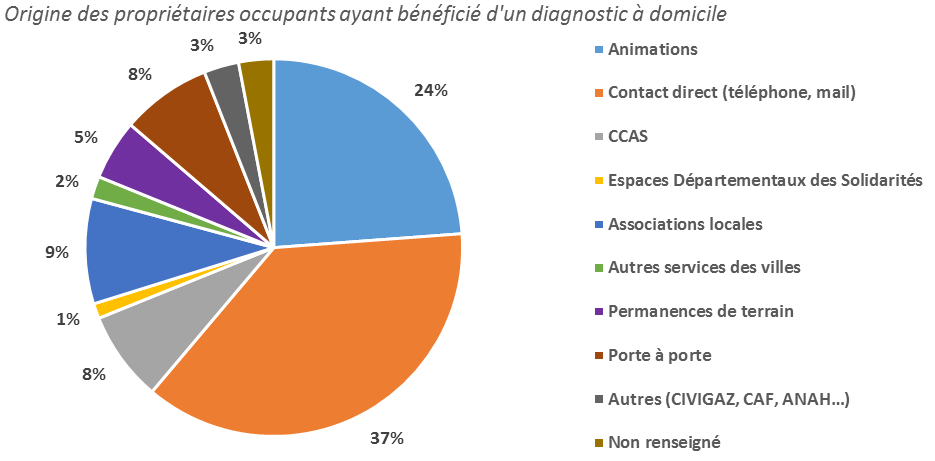 Origine des propriétaires occupants ayant bénéficié d'un diagnostic à domicile
3%
3%
8%
24%
5%
2%
9%
1%
8%
37%
Animations
Contact direct (téléphone, mail)
CCAS
Espaces Départementaux des Solidarités
Associations locales
Autres services des villes
Permanences de terrain
Porte à porte
Autres (CIVIGAZ, CAF, ANAH...)
Non renseigné